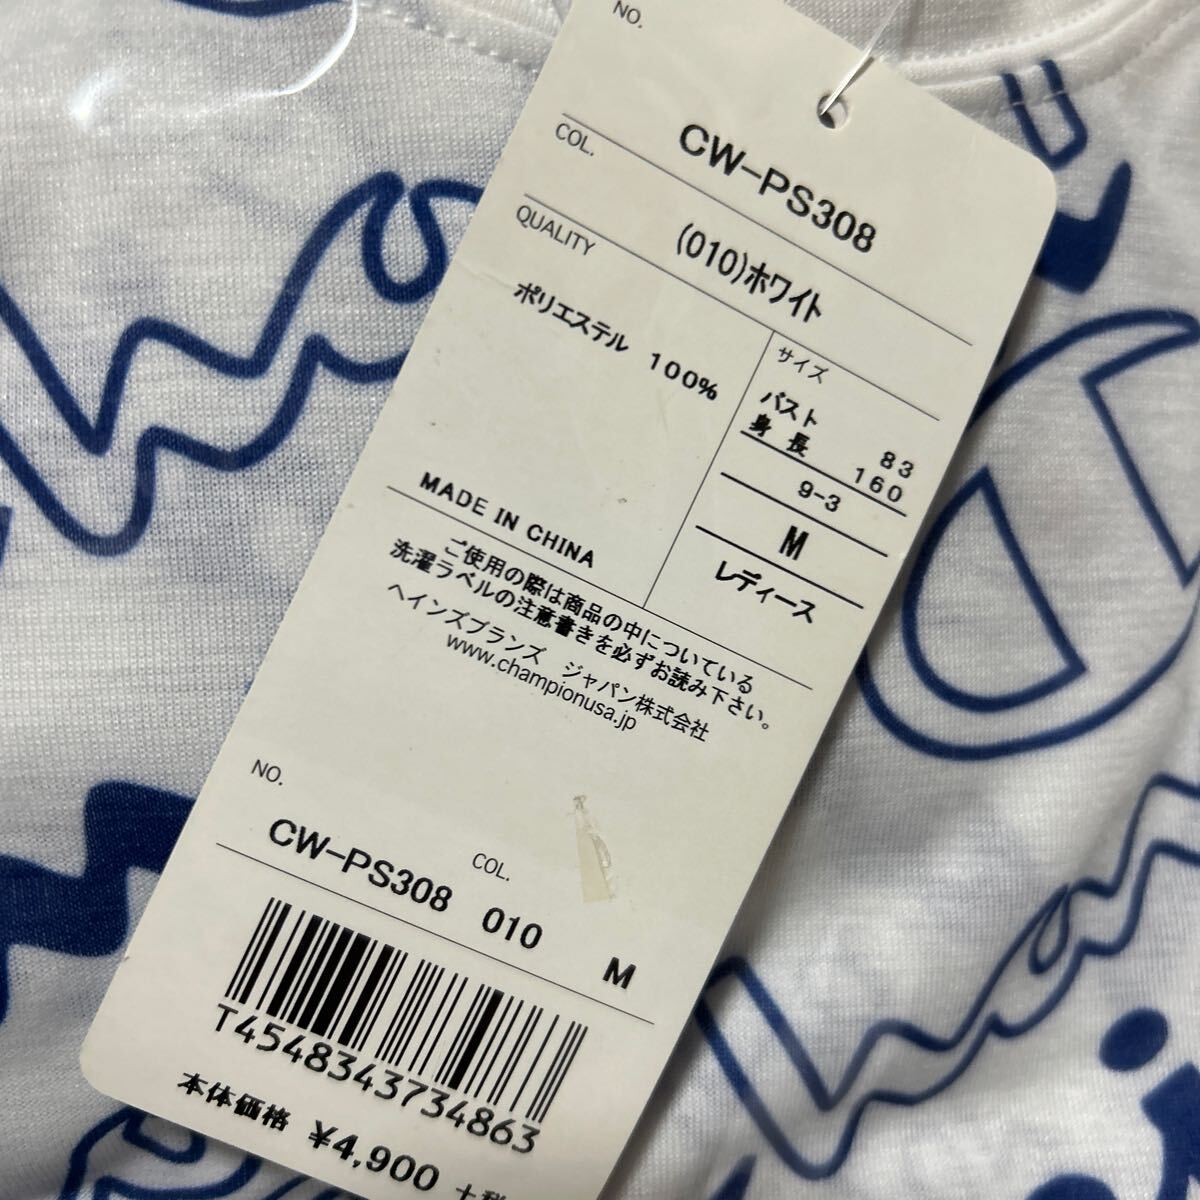 NO.
CW-PS308
COL.
(010)ホワイト
QUALITY
ポリエステル 100%
サイズ
バスト 83
身長 160
9-3
M
レディース
MADE IN CHINA
ご使用の際は商品の中についている
洗濯ラベルの注意書きを必ずお読み下さい。
ヘインズブランズ ジャパン株式会社
www.championusa.jp
NO.
CW-PS308
COL.
010
M
T4548343734863
本体価格 ¥4,900 +税